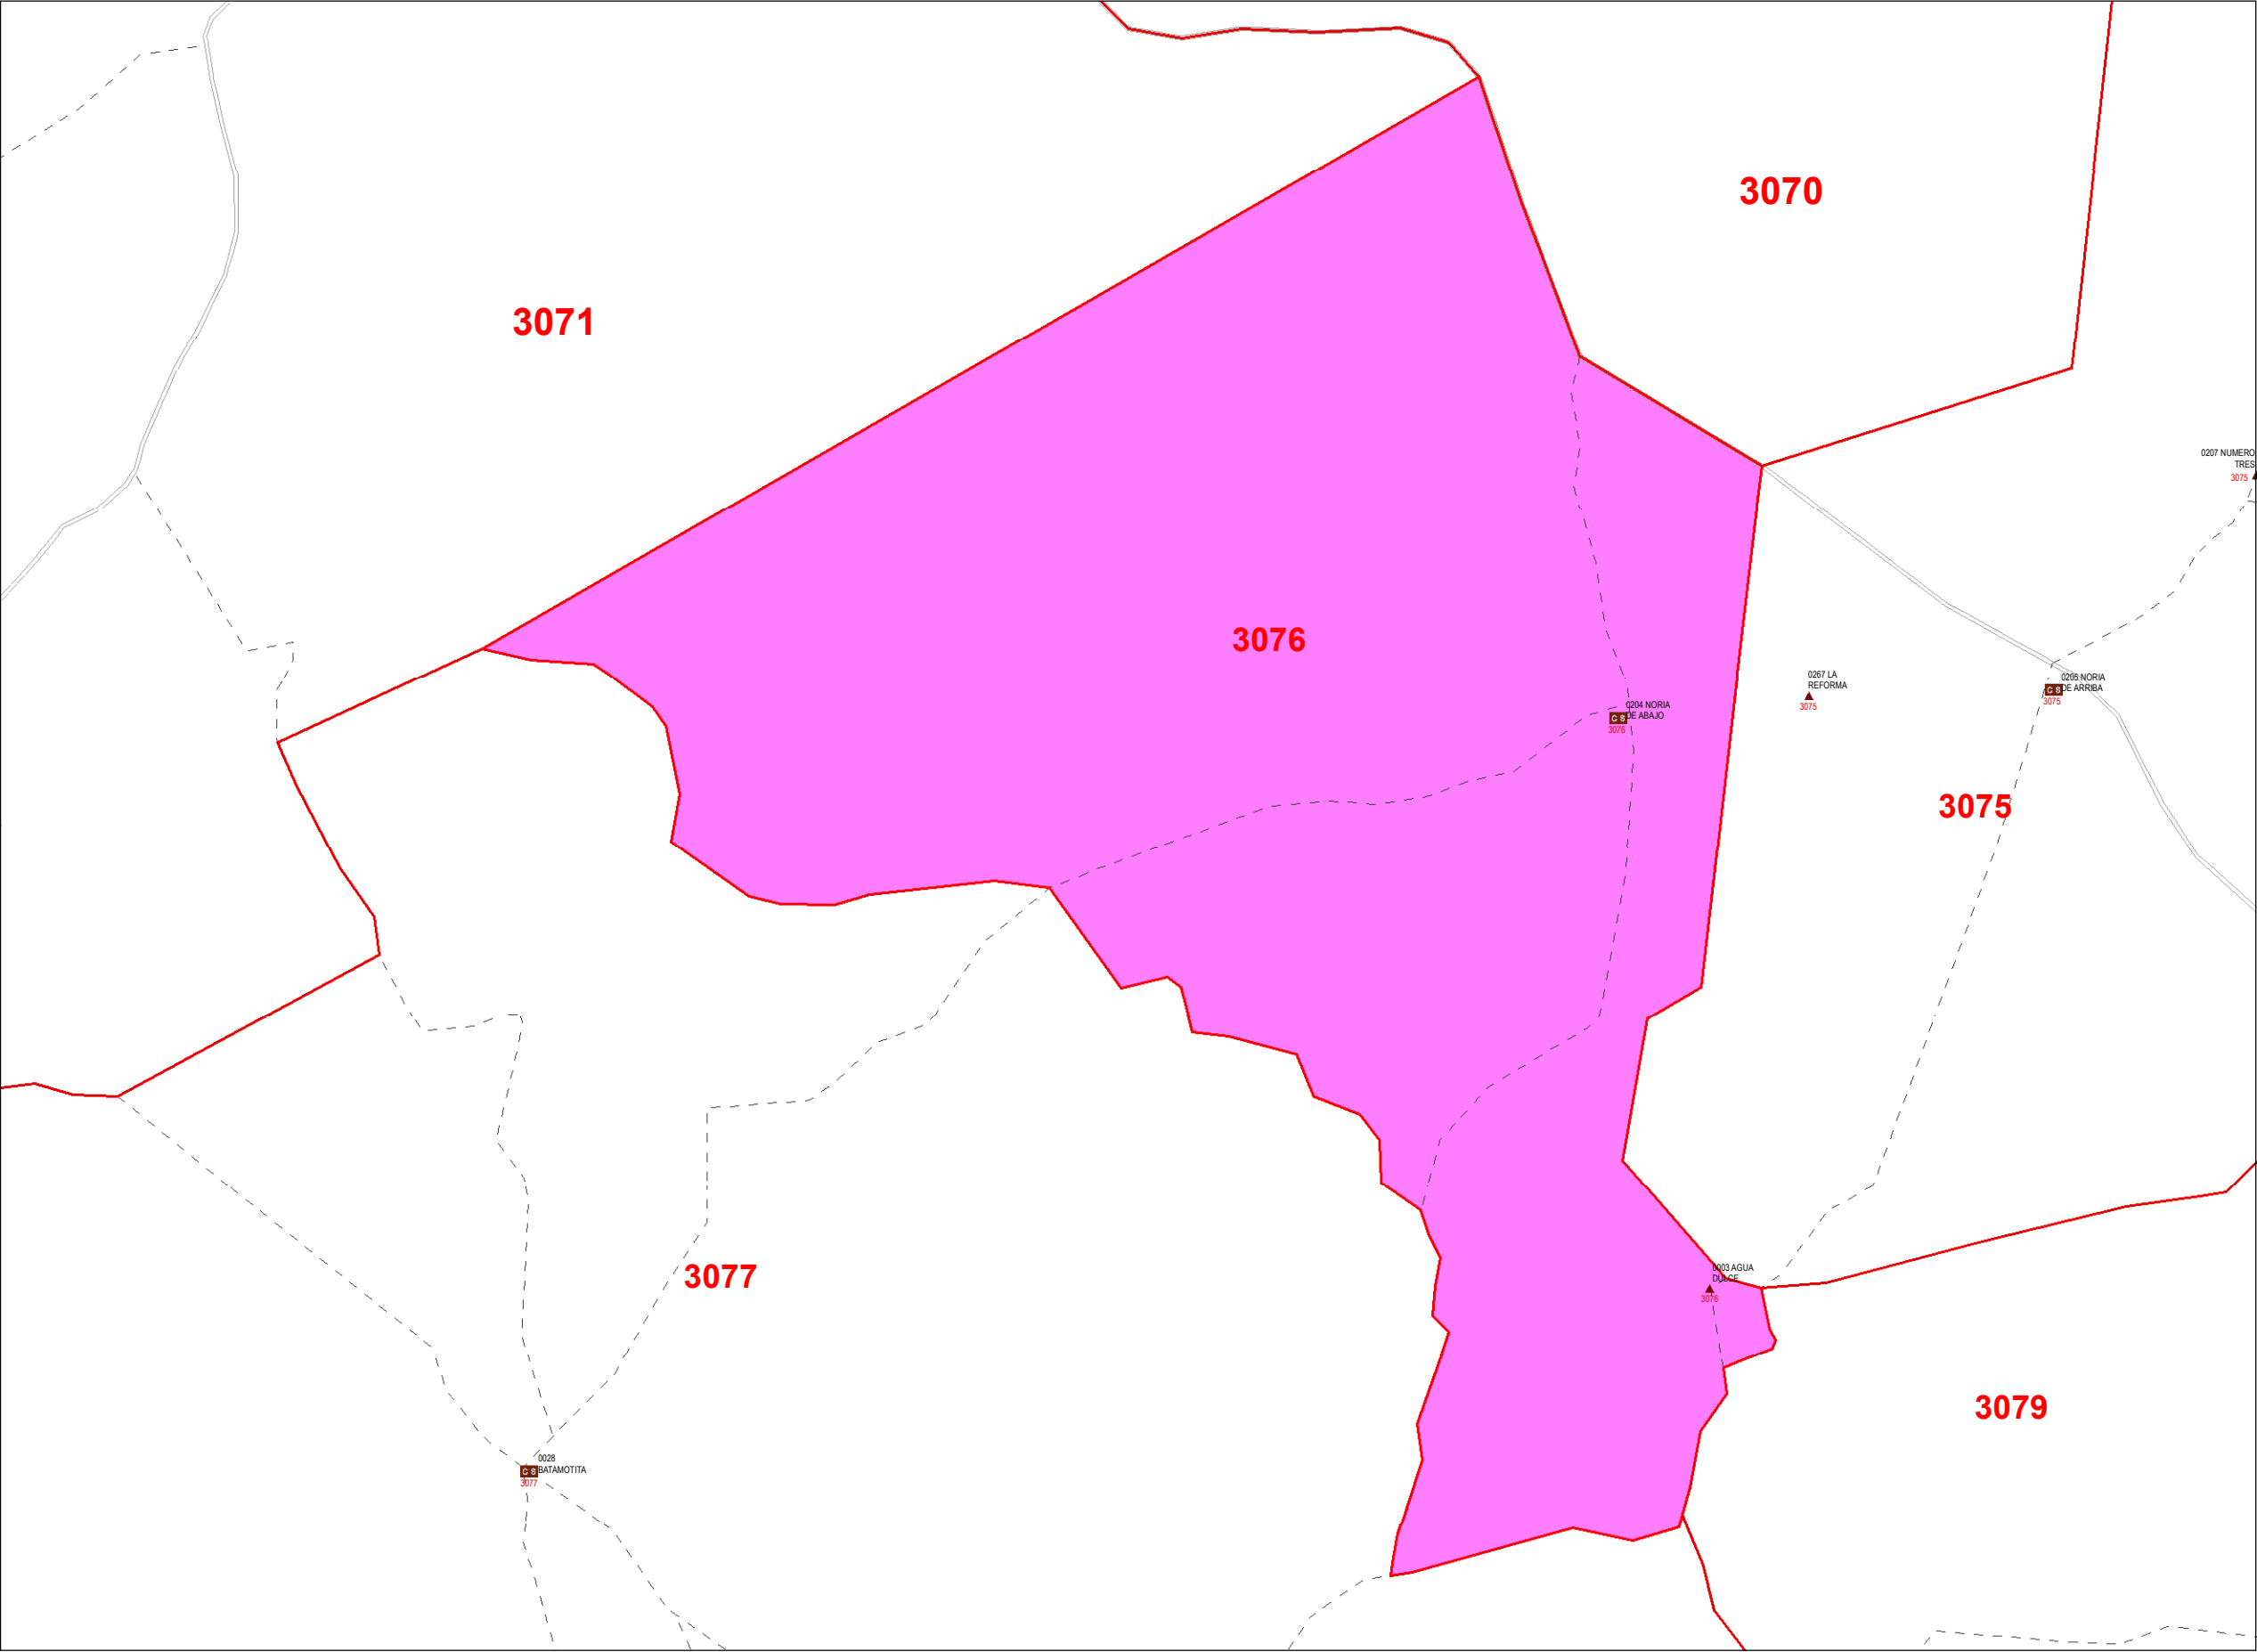 3070
3071
0207 NUMERO
TRES
3075
3076
0267 LA
REFORMA
3075
0205 NORIA
DE ARRIBA
C S
3075
0204 NORIA
DE ABAJO
C S
3076
3075
0003 AGUA
DULCE
3076
3077
3079
0028
BATAMOTITA
C S
3077